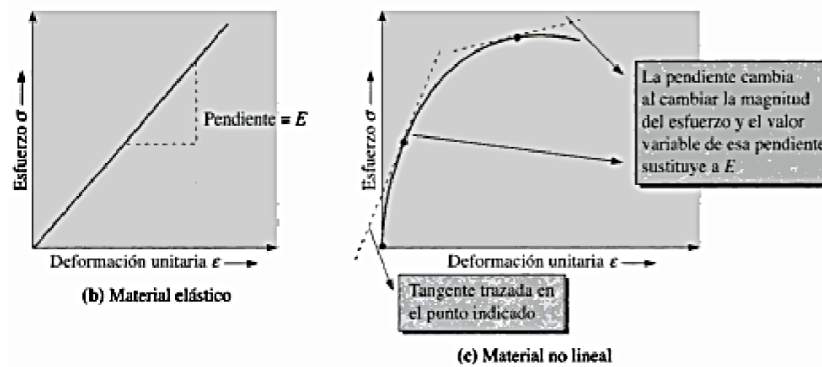 Esfuerzo σ
Pendiente = E
Deformación unitaria ε
(b) Material elástico
Esfuerzo σ
La pendiente cambia
al cambiar la magnitud
del esfuerzo y el valor
variable de esa pendiente
sustituye a E
Deformación unitaria ε
Tangente trazada en
el punto indicado
(c) Material no lineal